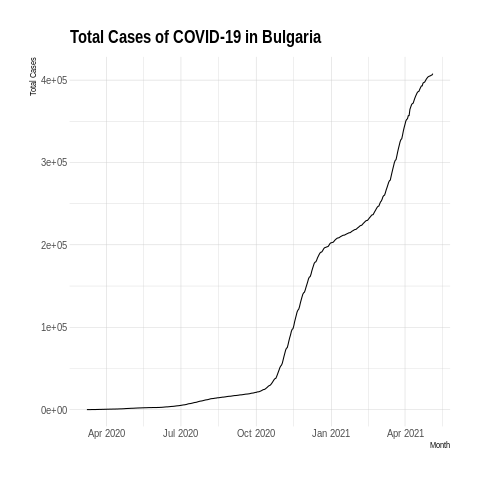 Total Cases of COVID-19 in Bulgaria
Total Cases
4e+05
3e+05
2e+05
1e+05
0e+00
Apr 2020 Jul 2020 Oct 2020 Jan 2021 Apr 2021
Month